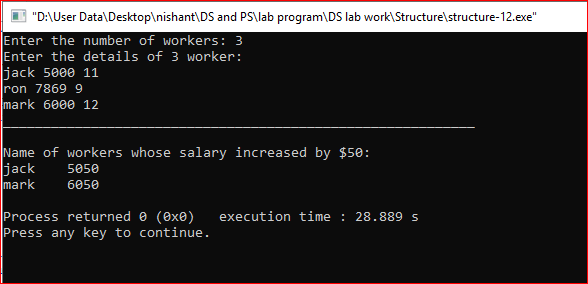 "D:\User Data\Desktop\nishant\DS and PS\lab program\DS lab work\Structure\structure-12.exe"
Enter the number of workers: 3
Enter the details of 3 worker:
jack 5000 11
ron 7869 9
mark 6000 12
___________________________________________________________
Name of workers whose salary increased by $50:
jack    5050
mark    6050
Process returned 0 (0x0)   execution time : 28.889 s
Press any key to continue.